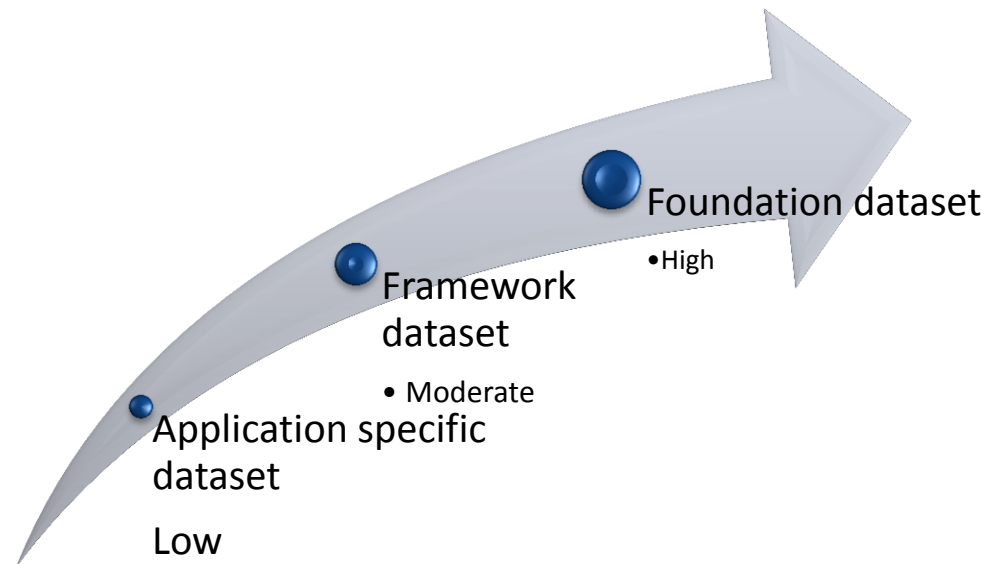 Foundation dataset
•High
Framework
dataset
• Moderate
Application specific
dataset
Low